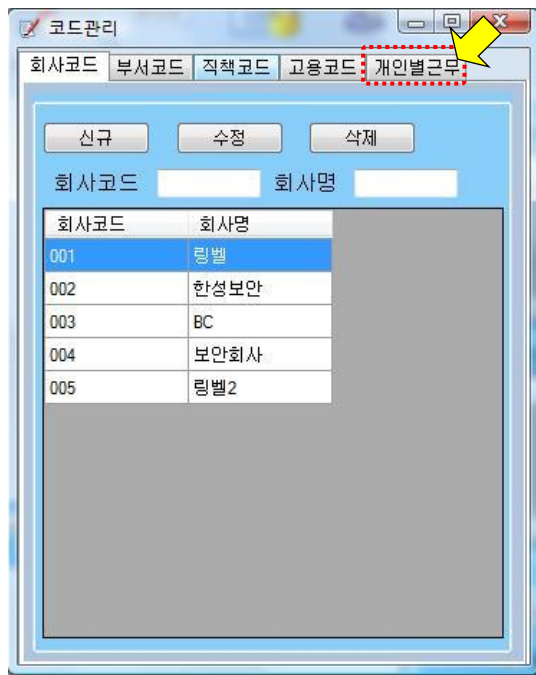 코드관리
회사코드 부서코드 직책코드 고용코드 개인별근무
신규 수정 삭제
회사코드 회사명
회사코드 회사명
001 링벨
002 한성보안
003 BC
004 보안회사
005 링벨2